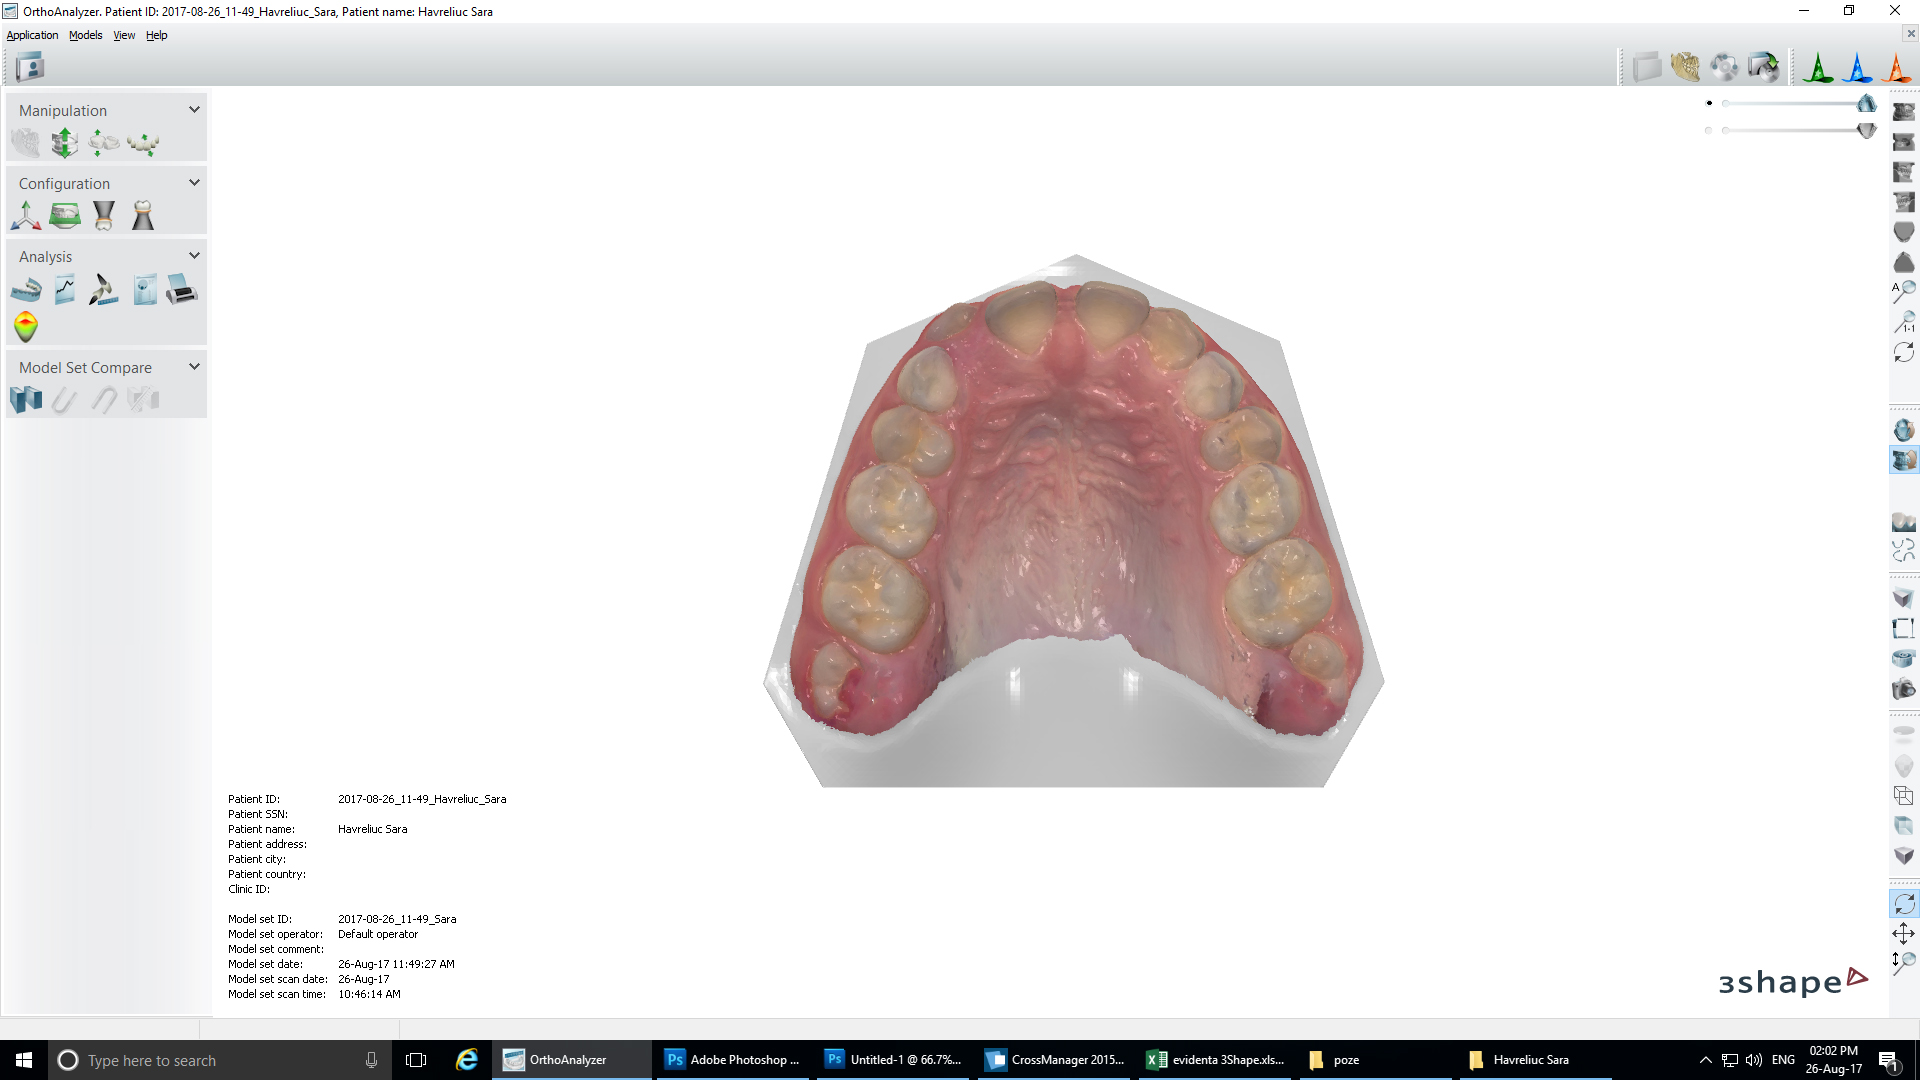 OrthoAnalyzer. Patient ID: 2017-08-26_11-49_Havreliuc_Sara, Patient name: Havreliuc Sara
Application Models View Help
Manipulation
Configuration
Analysis
Model Set Compare
A
1-1
Patient ID: 2017-08-26_11-49_Havreliuc_Sara
Patient SSN:
Patient name: Havreliuc Sara
Patient address:
Patient city:
Patient country:
Clinic ID:
Model set ID: 2017-08-26_11-49_Sara
Model set operator: Default operator
Model set comment:
Model set date: 26-Aug-17 11:49:27 AM
Model set scan date: 26-Aug-17
Model set scan time: 10:46:14 AM
3shape
Type here to search
OrthoAnalyzer
Ps Adobe Photoshop ...
Ps Untitled-1 @ 66.7%...
CrossManager 2015...
evidenta 3Shape.xls...
poze
Havreliuc Sara
ENG
02:02 PM
26-Aug-17
1